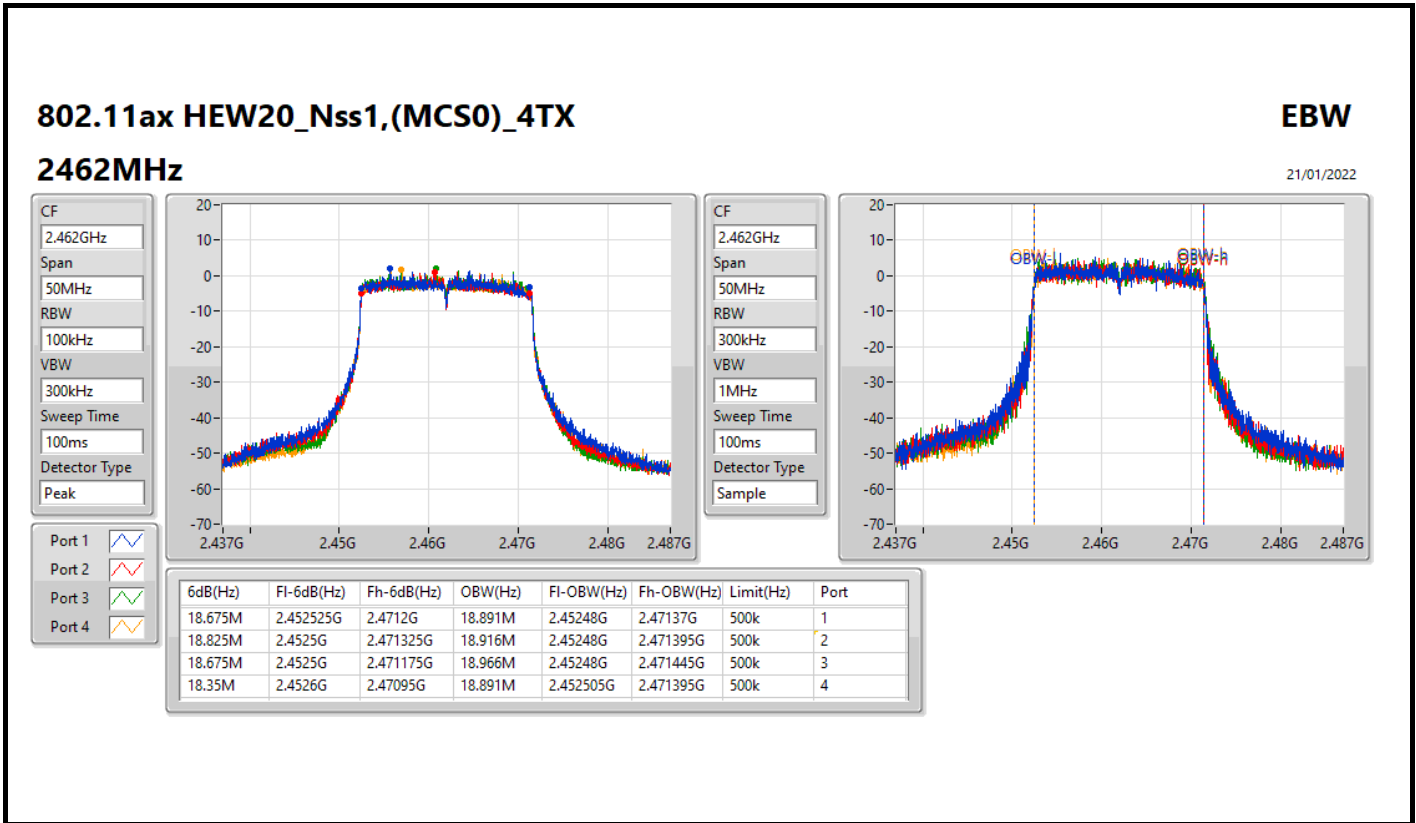 802.11ax HEW20_Nss1,(MCS0)_4TX
EBW
2462MHz
21/01/2022
CF
2.462GHz
Span
50MHz
RBW
100kHz
VBW
300kHz
Sweep Time
100ms
Detector Type
Peak
20
10
0
-10
-20
-30
-40
-50
-60
-70
2.437G 2.45G 2.46G 2.47G 2.48G 2.487G
CF
2.462GHz
Span
50MHz
RBW
300kHz
VBW
1MHz
Sweep Time
100ms
Detector Type
Sample
20
10
0
-10
-20
-30
-40
-50
-60
-70
OBW-l OBW-h
2.437G 2.45G 2.46G 2.47G 2.48G 2.487G
Port 1
Port 2
Port 3
Port 4
6dB(Hz) Fl-6dB(Hz) Fh-6dB(Hz) OBW(Hz) Fl-OBW(Hz) Fh-OBW(Hz) Limit(Hz) Port
18.675M 2.452525G 2.4712G 18.891M 2.45248G 2.47137G 500k 1
18.825M 2.4525G 2.471325G 18.916M 2.45248G 2.471395G 500k 2
18.675M 2.4525G 2.471175G 18.966M 2.45248G 2.471445G 500k 3
18.35M 2.4526G 2.47095G 18.891M 2.452505G 2.471395G 500k 4